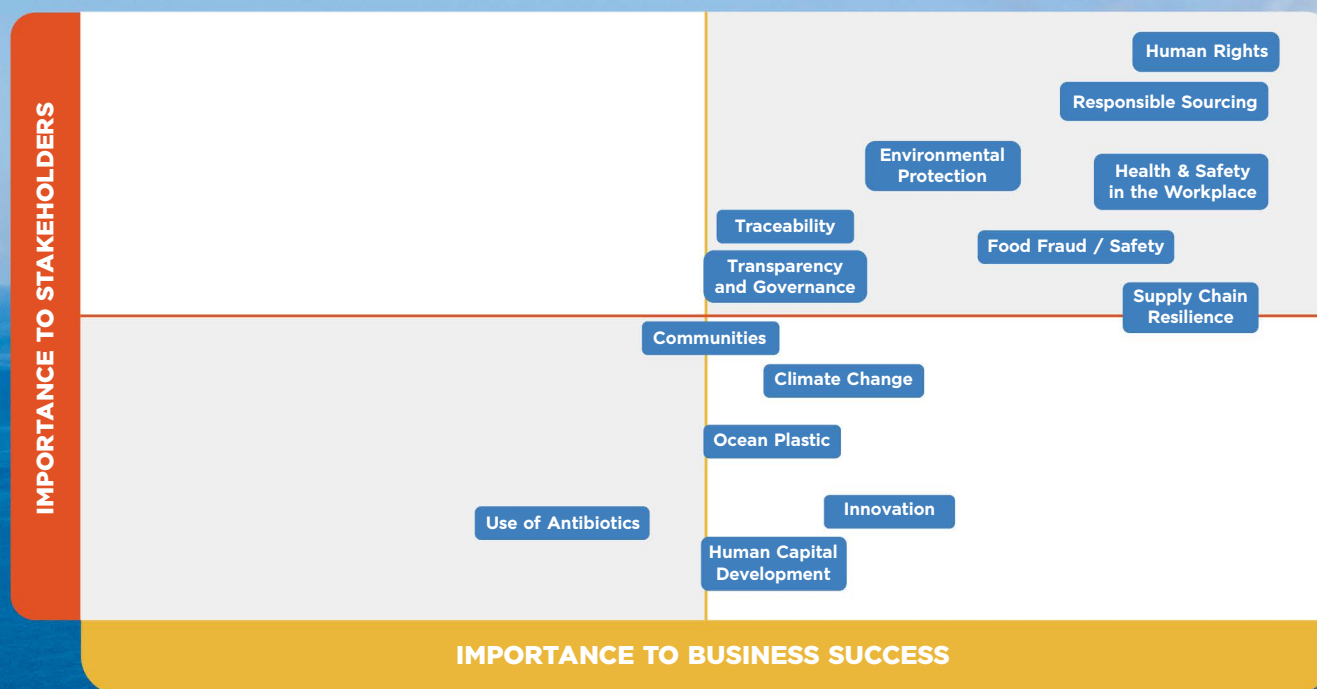 IMPORTANCE TO STAKEHOLDERS
Human Rights
Responsible Sourcing
Environmental
Protection
Health & Safety
in the Workplace
Traceability
Food Fraud / Safety
Transparency
and Governance
Supply Chain
Resilience
Communities
Climate Change
Ocean Plastic
Innovation
Use of Antibiotics
Human Capital
Development
IMPORTANCE TO BUSINESS SUCCESS